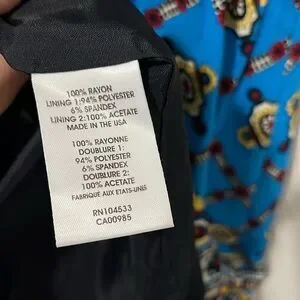 100% RAYON
LINING 1:94% POLYESTER
6% SPANDEX
LINING 2:100% ACETATE
MADE IN THE USA
100% RAYONNE
DOUBLURE 1:
94% POLYESTER
6% SPANDEX
DOUBLURE 2:
100% ACETATE
FABRIQUÉ AUX ETATS-UNIS
RN104533
CA00985